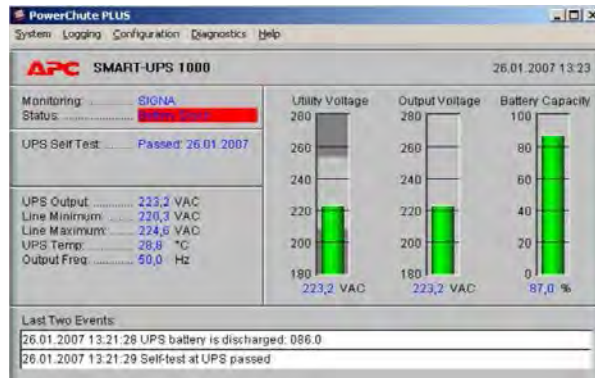 PowerChute PLUS
System Logging Configuration Diagnostics Help
APC SMART-UPS 1000 26.01.2007 13:23
Monitoring: SIGNA
Status:
UPS Self Test Passed: 26.01.2007
UPS Output 223,2 VAC
Line Minimum 220,3 VAC
Line Maximum: 224,6 VAC
UPS Temp: 28,8 °C
Output Freq: 50,0 Hz
Utility Voltage Output Voltage Battery Capacity
280 280 100
260 260 80
240 240 60
220 220 40
200 200 20
180 180 0
223,2 VAC 223,2 VAC 87,0 %
Last Two Events:
26.01.2007 13:21:28 UPS battery is discharged: 086.0
26.01.2007 13:21:29 Self-test at UPS passed